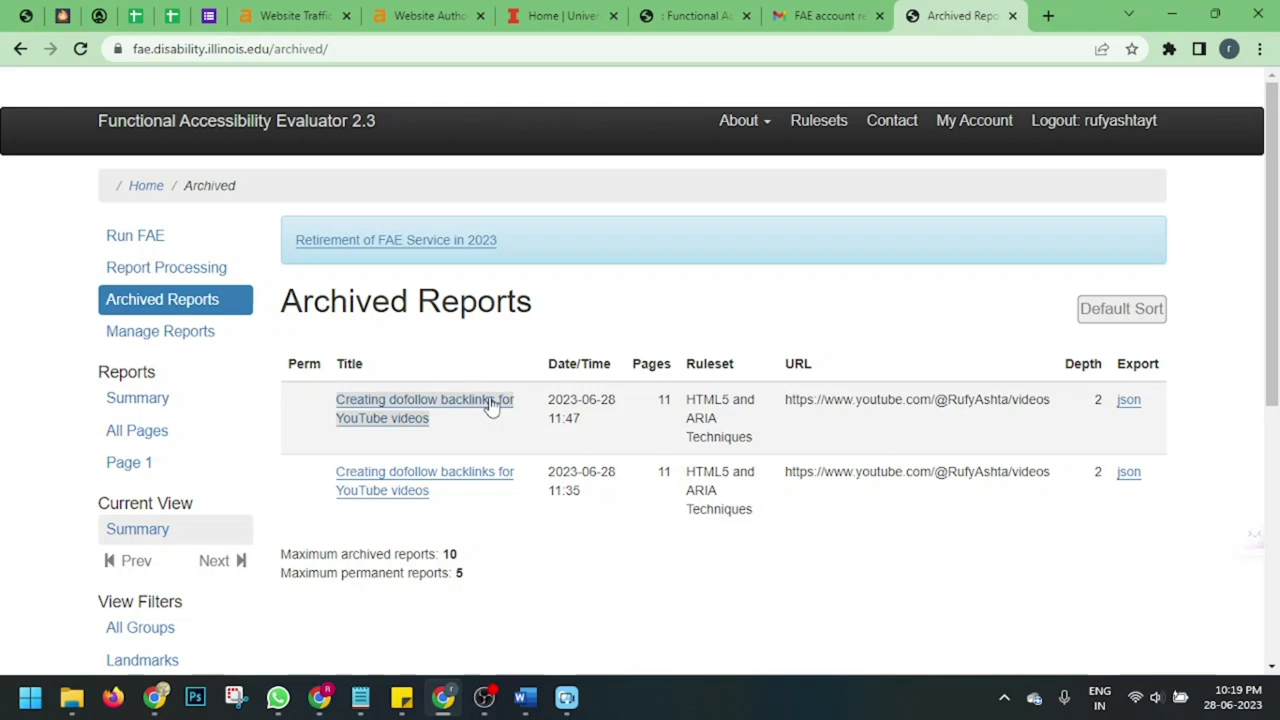 Website Traffic
Website Autho
Home | Univer
: Functional Ac
FAE account re
Archived Repo
fae.disability.illinois.edu/archived/
r
Functional Accessibility Evaluator 2.3
About
Rulesets
Contact
My Account
Logout: rufyashtayt
/ Home / Archived
Run FAE
Report Processing
Archived Reports
Manage Reports
Reports
Summary
All Pages
Page 1
Current View
Summary
Prev
Next
View Filters
All Groups
Landmarks
Retirement of FAE Service in 2023
Archived Reports
Default Sort
Perm Title Date/Time Pages Ruleset URL Depth Export
Creating dofollow backlinks for 2023-06-28 11 HTML5 and https://www.youtube.com/@RufyAshta/videos 2 json
YouTube videos 11:47 ARIA
Techniques
Creating dofollow backlinks for 2023-06-28 11 HTML5 and https://www.youtube.com/@RufyAshta/videos 2 json
YouTube videos 11:35 ARIA
Techniques
Maximum archived reports: 10
Maximum permanent reports: 5
ENG
IN
10:19 PM
28-06-2023